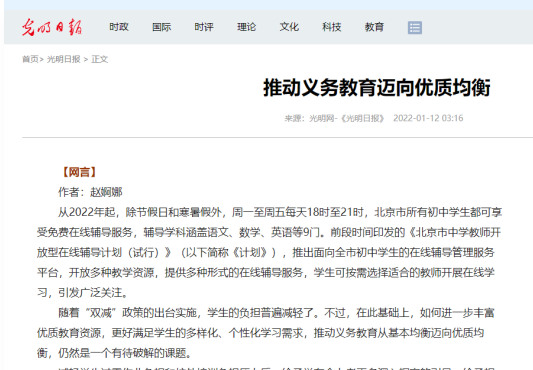 光明日报 时政 国际 时评 理论 文化 科技 教育
首页> 光明日报 > 正文
推动义务教育迈向优质均衡
来源：光明网-《光明日报》 2022-01-12 03:16
【网言】
作者：赵婀娜
从2022年起，除节假日和寒暑假外，周一至周五每天18时至21时，北京市所有初中学生都可享
受免费在线辅导服务，辅导学科涵盖语文、数学、英语等9门。前段时间印发的《北京市中学教师开
放型在线辅导计划（试行）》（以下简称《计划》），推出面向全市初中学生的在线辅导管理服务
平台，开放多种教学资源，提供多种形式的在线辅导服务，学生可按需选择适合的教师开展在线学
习，引发广泛关注。
随着“双减”政策的出台实施，学生的负担普遍减轻了。不过，在此基础上，如何进一步丰富
优质教育资源，更好满足学生的多样化、个性化学习需求，推动义务教育从基本均衡迈向优质均
衡，仍然是一个有待破解的课题。